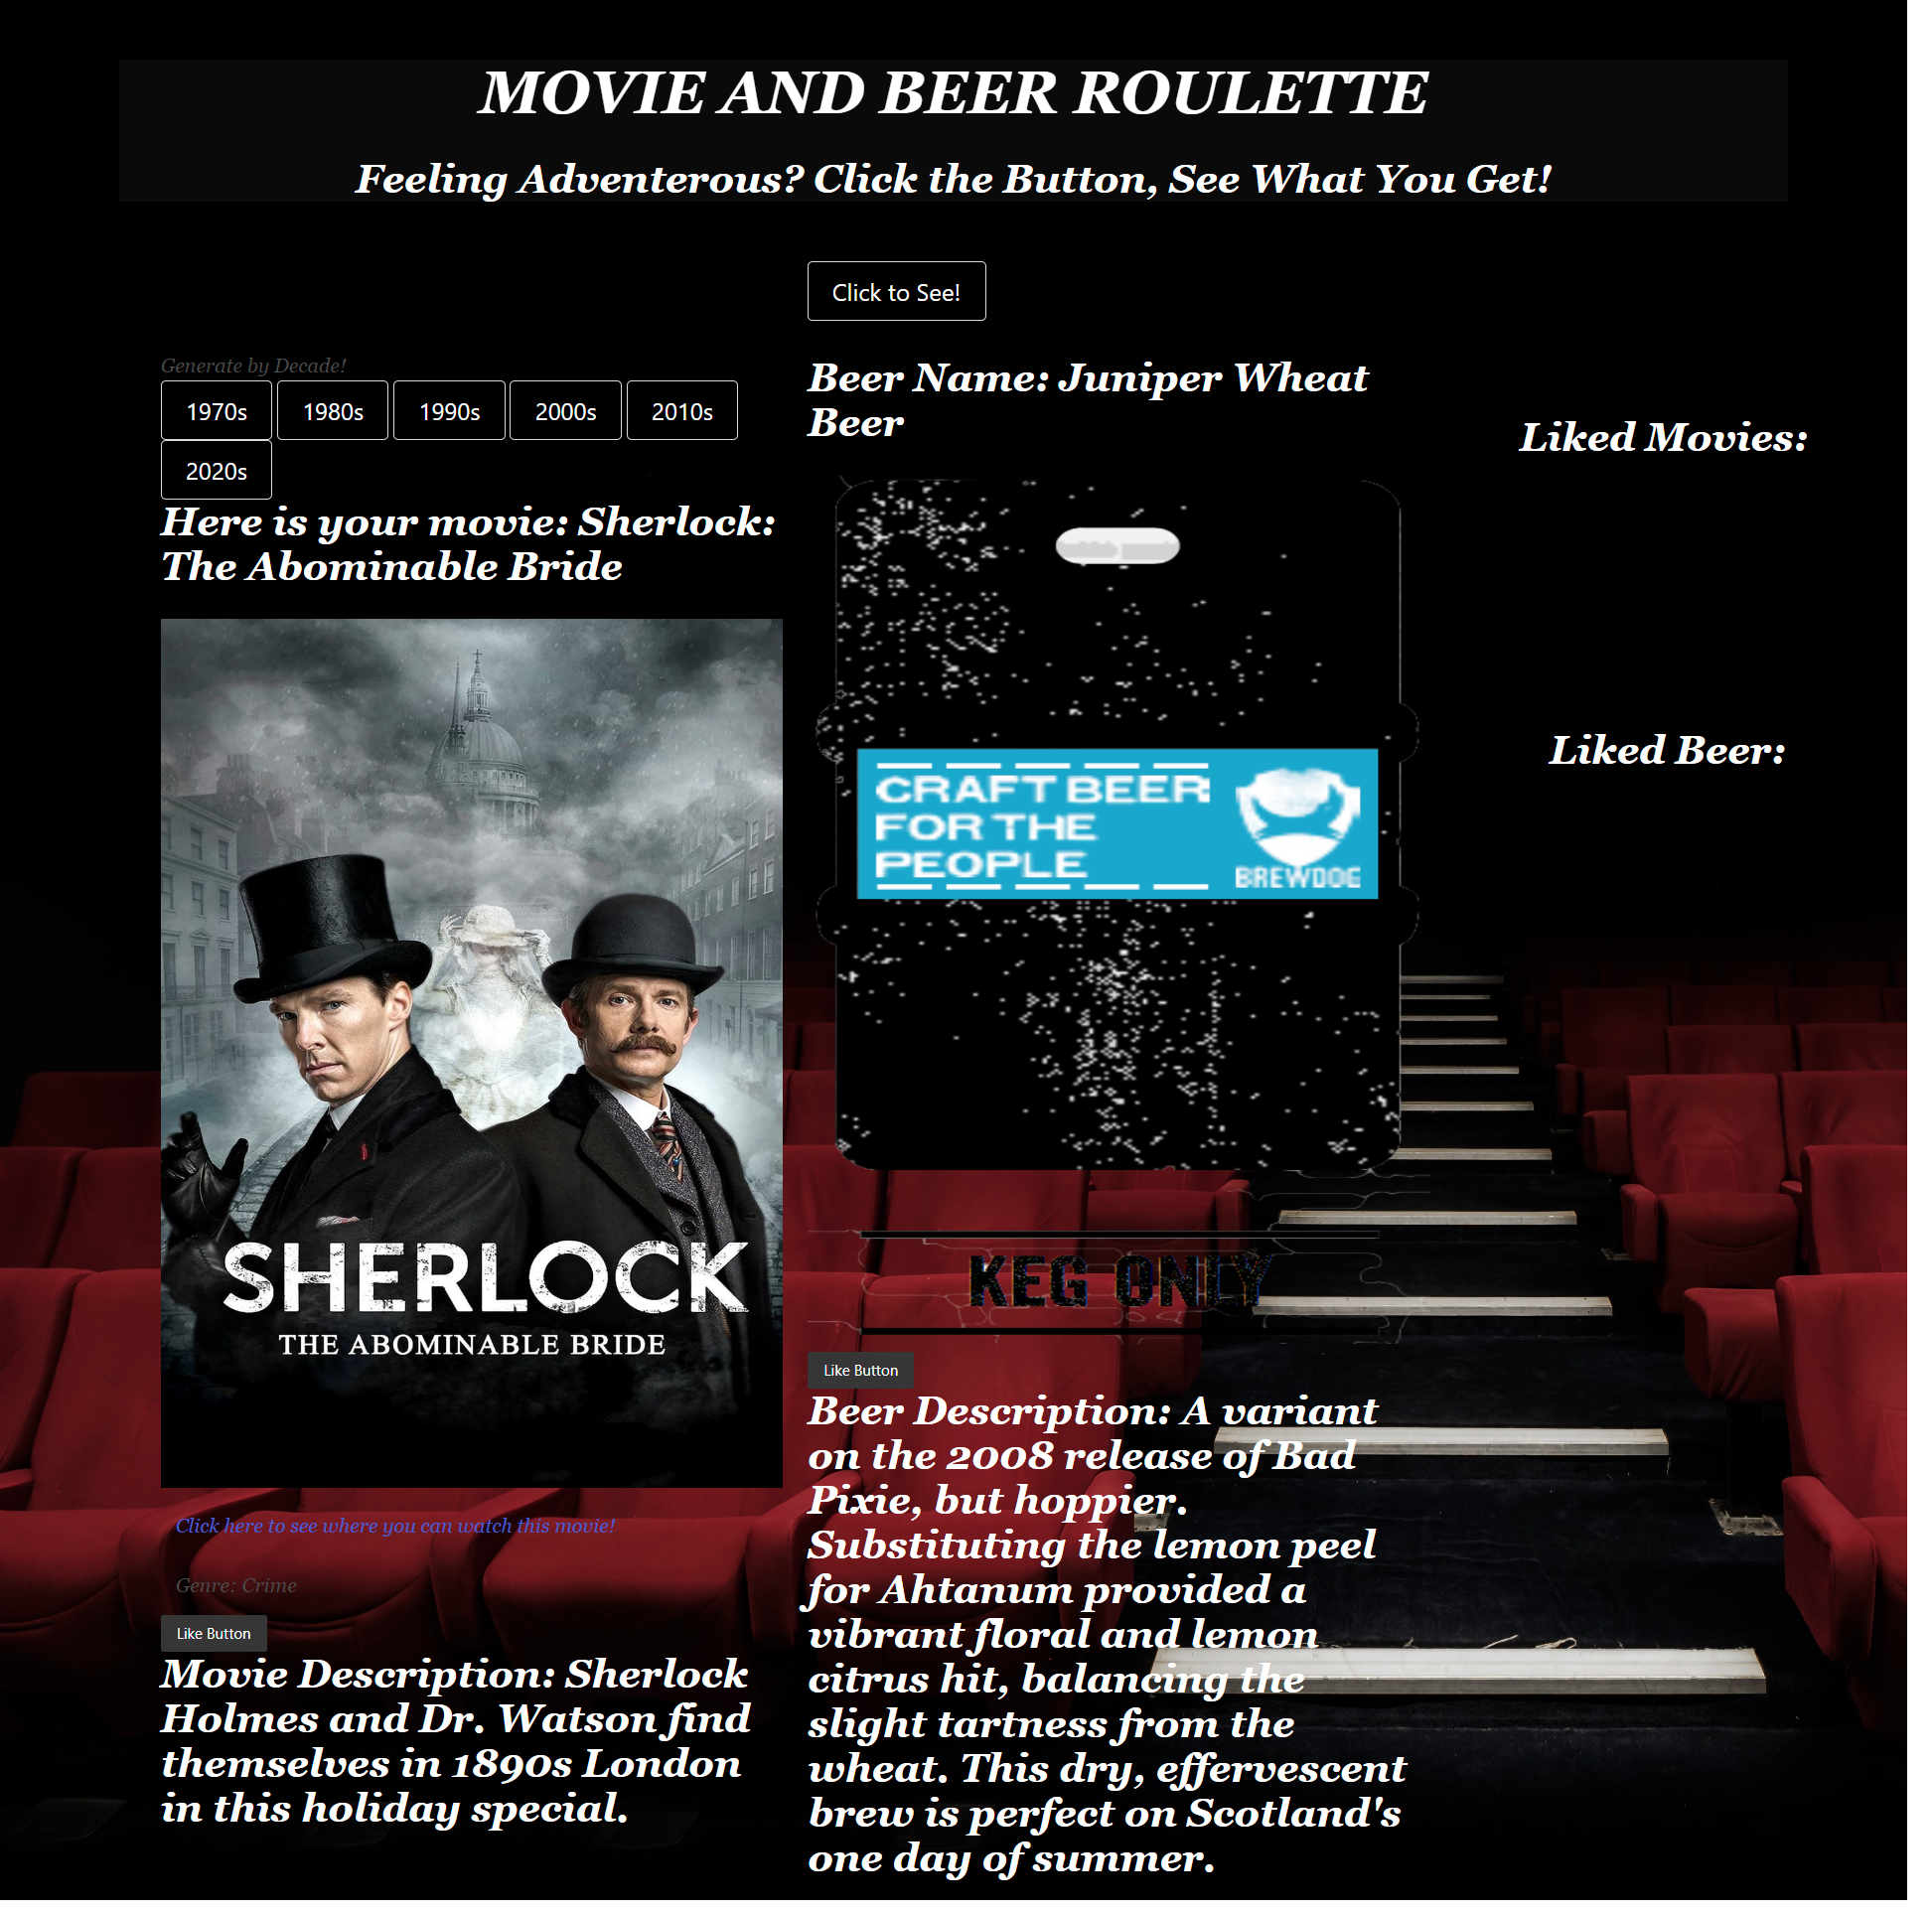 MOVIE AND BEER ROULETTE
Feeling Adventerous? Click the Button, See What You Get!
Click to See!
Generate by Decade!
1970s 1980s 1990s 2000s 2010s
2020s
Here is your movie: Sherlock:
The Abominable Bride
SHERLOCK
THE ABOMINABLE BRIDE
Click here to see where you can watch this movie!
Genre: Crime
Like Button
Movie Description: Sherlock
Holmes and Dr. Watson find
themselves in 1890s London
in this holiday special.
Beer Name: Juniper Wheat
Beer
CRAFT BEER
FOR THE
PEOPLE
BREWDOG
KEG ONLY
Like Button
Beer Description: A variant
on the 2008 release of Bad
Pixie, but hoppier.
Substituting the lemon peel
for Ahtanum provided a
vibrant floral and lemon
citrus hit, balancing the
slight tartness from the
wheat. This dry, effervescent
brew is perfect on Scotland's
one day of summer.
Liked Movies:
Liked Beer: